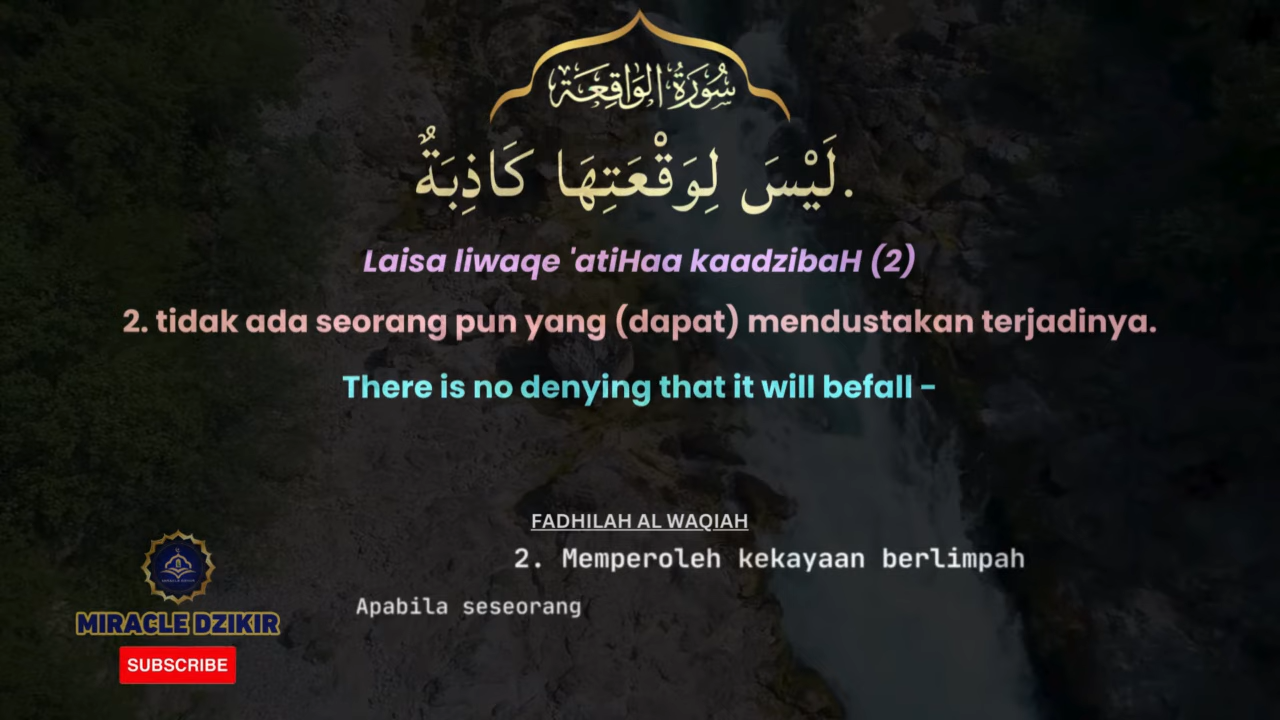 سُورَةُ الوَاقِعَة
.لَيْسَ لِوَقْعَتِهَا كَاذِبَةٌ
Laisa liwaqe 'atiHaa kaadzibaH (2)
2. tidak ada seorang pun yang (dapat) mendustakan terjadinya.
There is no denying that it will befall -
FADHILAH AL WAQIAH
2. Memperoleh kekayaan berlimpah
Apabila seseorang
MIRACLE DZIKIR
SUBSCRIBE